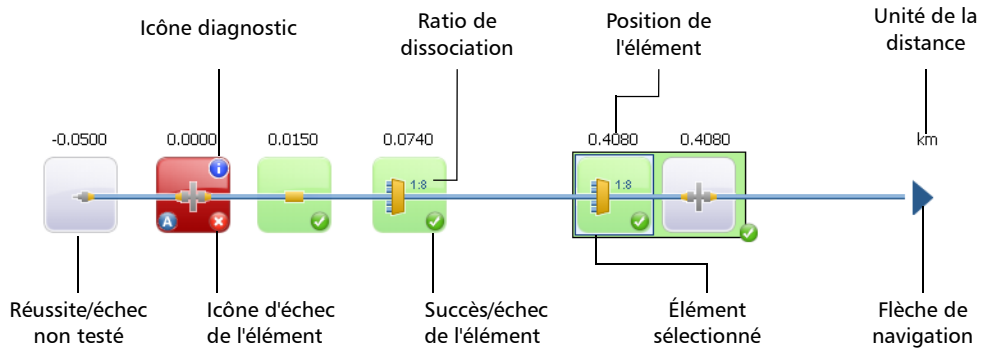 Icône diagnostic
Ratio de
dissociation
Position de
l'élément
Unité de la
distance
-0.0500 0.0000 0.0150 0.0740 0.4080 0.4080 km
i
1:8 1:8
A
Réussite/échec
non testé
Icône d'échec
de l'élément
Succès/échec
de l'élément
Élément
sélectionné
Flèche de
navigation